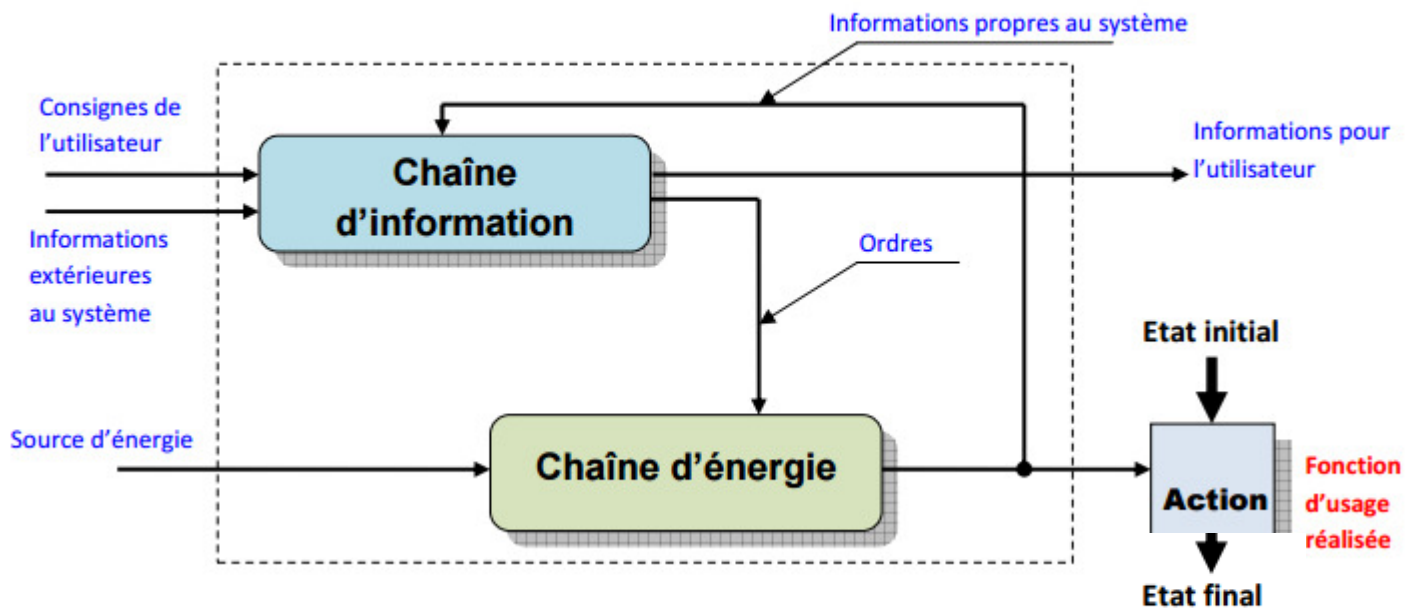 Informations propres au système
Consignes de
l'utilisateur
Informations pour
l'utilisateur
Chaîne
d'information
Informations
extérieures
au système
Ordres
Etat initial
Source d'énergie
Chaîne d'énergie
Action
Fonction
d'usage
réalisée
Etat final